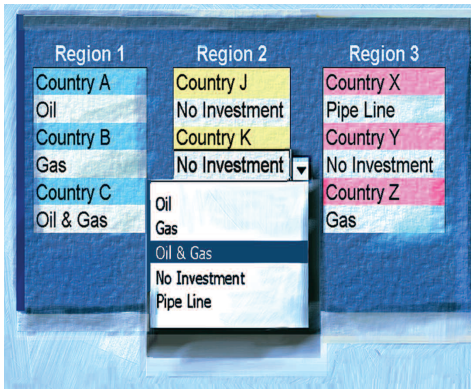 Region 1
Country A
Oil
Country B
Gas
Country C
Oil & Gas
Region 2
Country J
No Investment
Country K
No Investment
Oil
Gas
Oil & Gas
No Investment
Pipe Line
Region 3
Country X
Pipe Line
Country Y
No Investment
Country Z
Gas